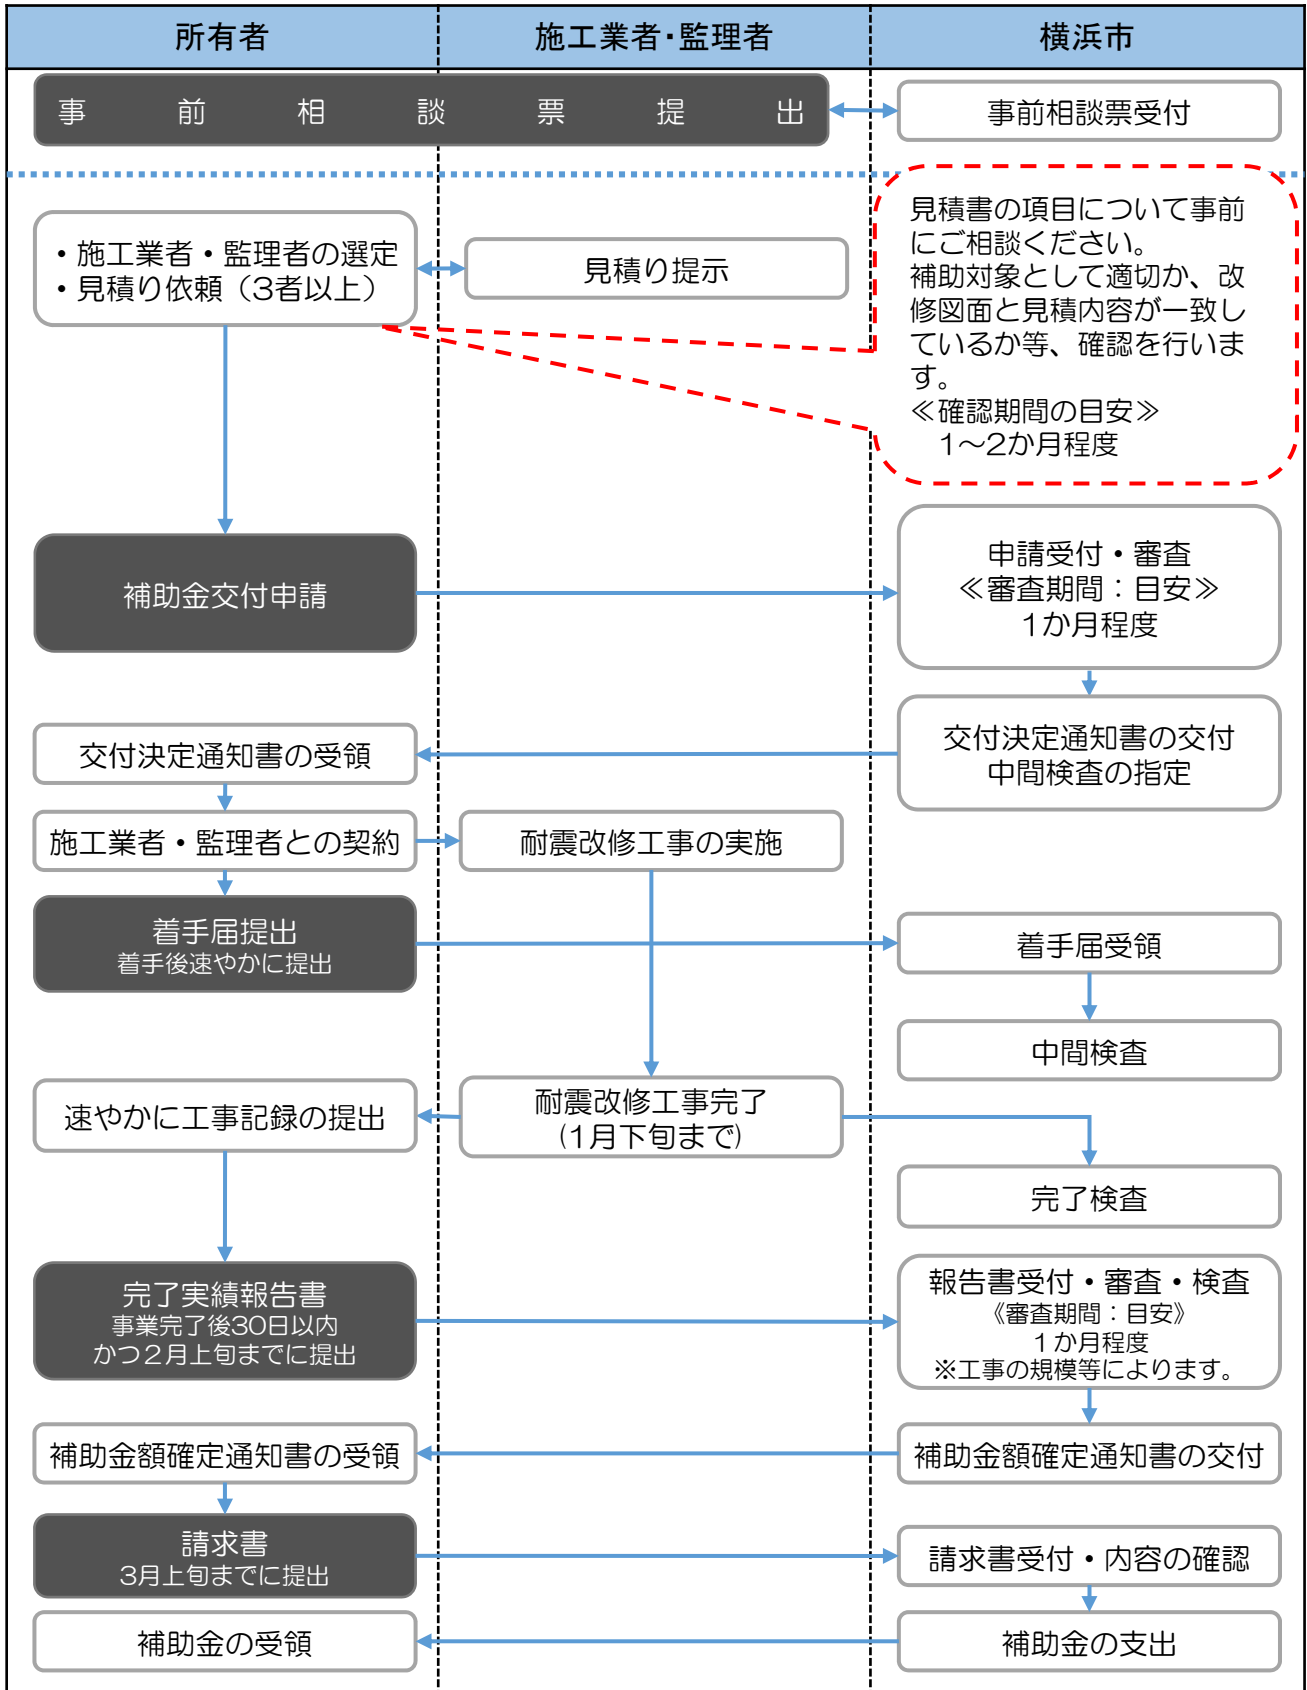 所有者
施工業者・監理者
横浜市
事前相談票提出
事前相談票受付
・施工業者・監理者の選定
・見積り依頼（3者以上）
見積り提示
見積書の項目について事前
にご相談ください。
補助対象として適切か、改
修図面と見積内容が一致し
ているか等、確認を行いま
す。
≪確認期間の目安≫
1～2か月程度
補助金交付申請
申請受付・審査
≪審査期間：目安≫
1か月程度
交付決定通知書の受領
交付決定通知書の交付
中間検査の指定
施工業者・監理者との契約
耐震改修工事の実施
着手届提出
着手後速やかに提出
着手届受領
中間検査
速やかに工事記録の提出
耐震改修工事完了
(1月下旬まで)
完了検査
完了実績報告書
事業完了後30日以内
かつ２月上旬までに提出
報告書受付・審査・検査
《審査期間：目安》
１か月程度
※工事の規模等によります。
補助金額確定通知書の受領
補助金額確定通知書の交付
請求書
3月上旬までに提出
請求書受付・内容の確認
補助金の受領
補助金の支出